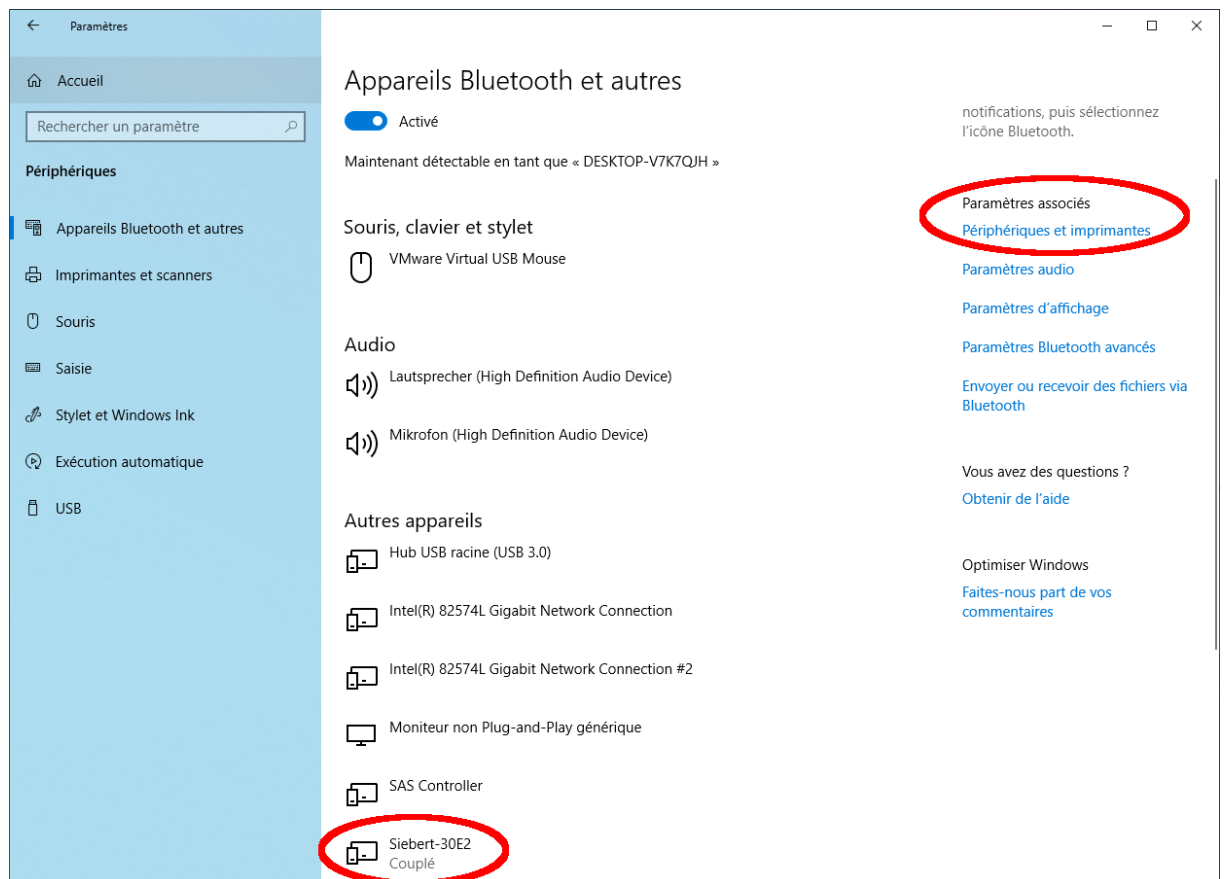 Paramètres
Accueil
Rechercher un paramètre
Périphériques
Appareils Bluetooth et autres
Imprimantes et scanners
Souris
Saisie
Stylet et Windows Ink
Exécution automatique
USB
Appareils Bluetooth et autres
Activé
Maintenant détectable en tant que « DESKTOP-V7K7QJH »
Souris, clavier et stylet
VMware Virtual USB Mouse
Audio
Lautsprecher (High Definition Audio Device)
Mikrofon (High Definition Audio Device)
Autres appareils
Hub USB racine (USB 3.0)
Intel(R) 82574L Gigabit Network Connection
Intel(R) 82574L Gigabit Network Connection #2
Moniteur non Plug-and-Play générique
SAS Controller
Siebert-30E2
Couplé
notifications, puis sélectionnez
l’icône Bluetooth.
Paramètres associés
Périphériques et imprimantes
Paramètres audio
Paramètres d’affichage
Paramètres Bluetooth avancés
Envoyer ou recevoir des fichiers via
Bluetooth
Vous avez des questions ?
Obtenir de l’aide
Optimiser Windows
Faites-nous part de vos
commentaires